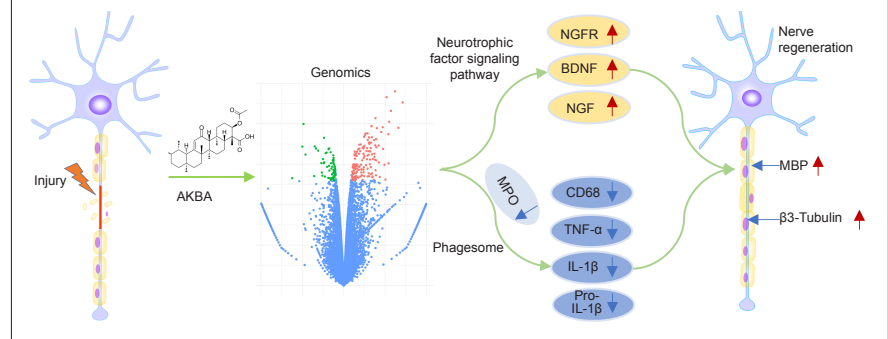 Injury
O
O
O
OH
O
H
H
H
AKBA
Genomics
Neurotrophic
factor signaling
pathway
NGFR
BDNF
NGF
MPO
Phagesome
CD68
TNF-α
IL-1β
Pro-
IL-1β
Nerve
regeneration
MBP
β3-Tubulin